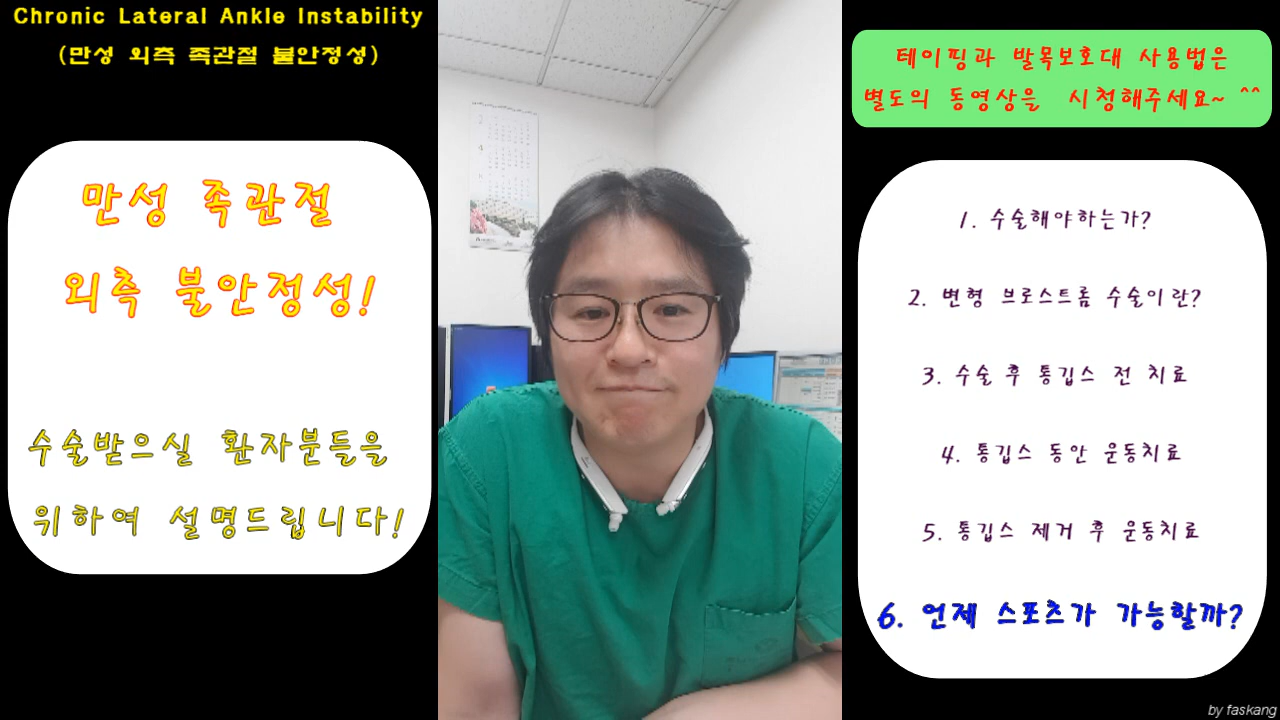 Chronic Lateral Ankle Instability
(만성 외측 족관절 불안정성)
만성 족관절
외측 불안정성!
수술받으실 환자분들을
위하여 설명드립니다!
테이핑과 발목보호대 사용법은
별도의 동영상을 시청해주세요~ ^^
1. 수술해야하는가?
2. 변형 브로스트롬 수술이란?
3. 수술 후 통깁스 전 치료
4. 통깁스 동안 운동치료
5. 통깁스 제거 후 운동치료
6. 언제 스포츠가 가능할까?
by faskang